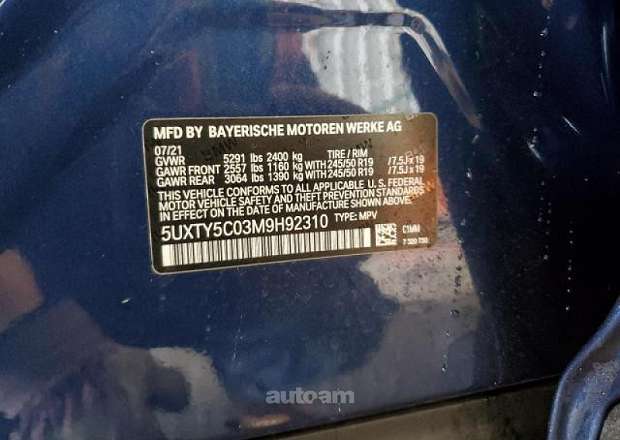 MFD BY BAYERISCHE MOTOREN WERKE AG
07/21
GVWR 5291 lbs 2400 kg TIRE / RIM
GAWR FRONT 2557 lbs 1160 kg WITH 245/50 R19 /7.5J x 19
GAWR REAR 3064 lbs 1390 kg WITH 245/50 R19 /7.5J x 19
THIS VEHICLE CONFORMS TO ALL APPLICABLE U. S. FEDERAL
MOTOR VEHICLE SAFETY AND THEFT PREVENTION STANDARDS
IN EFFECT ON THE DATE OF MANUFACTURE SHOWN ABOVE.
5UXTY5C03M9H92310 TYPE: MPV
C1MM
auto-am